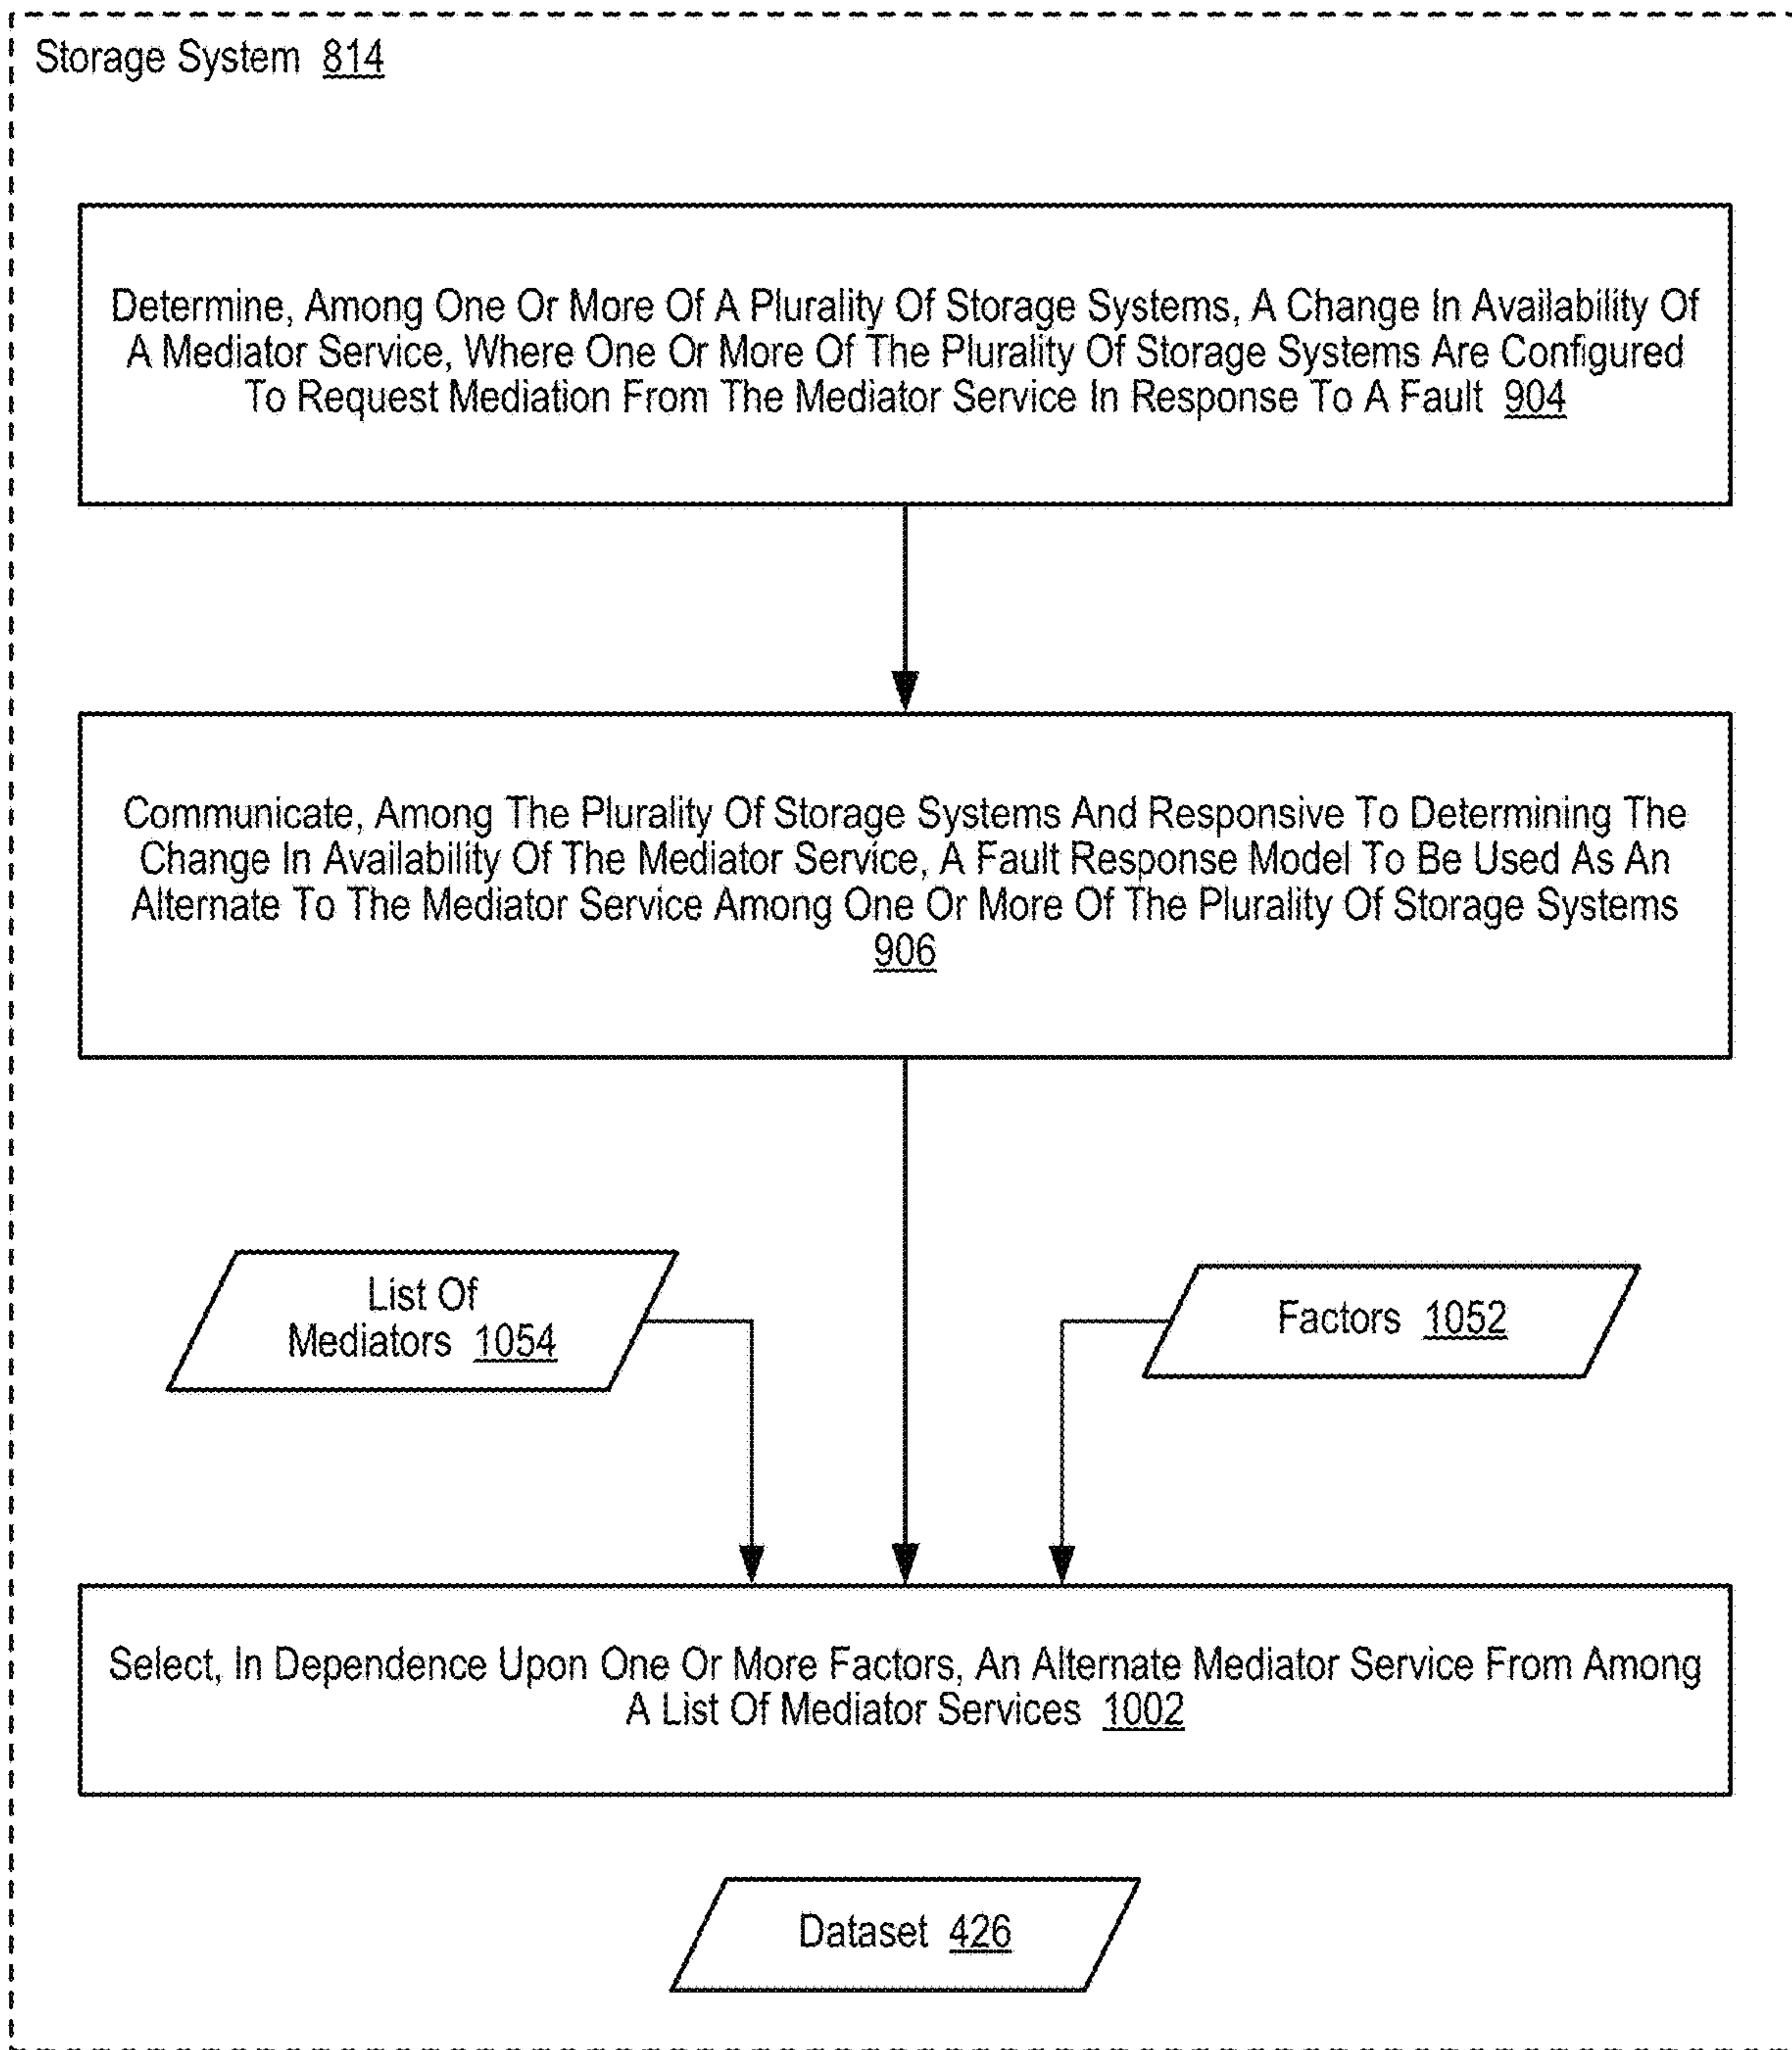 Storage System 814
Determine, Among One Or More Of A Plurality Of Storage Systems, A Change In Availability Of
A Mediator Service, Where One Or More Of The Plurality Of Storage Systems Are Configured
To Request Mediation From The Mediator Service In Response To A Fault 904
Communicate, Among The Plurality Of Storage Systems And Responsive To Determining The
Change In Availability Of The Mediator Service, A Fault Response Model To Be Used As An
Alternate To The Mediator Service Among One Or More Of The Plurality Of Storage Systems
906
List Of
Mediators 1054
Factors 1052
Select, In Dependence Upon One Or More Factors, An Alternate Mediator Service From Among
A List Of Mediator Services 1002
Dataset 426